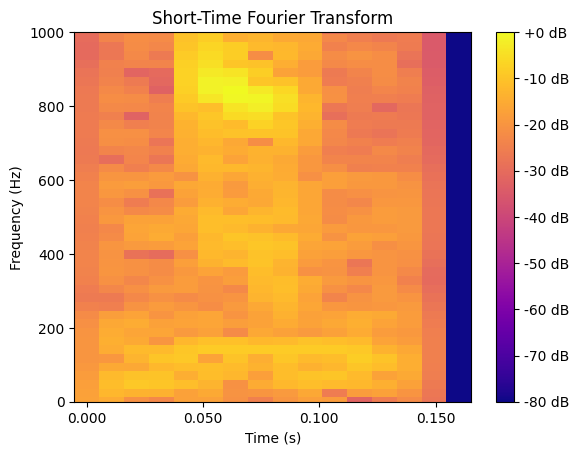 Short-Time Fourier Transform
1000
800
600
400
200
0
Frequency (Hz)
0.000
0.050
0.100
0.150
Time (s)
+0 dB
-10 dB
-20 dB
-30 dB
-40 dB
-50 dB
-60 dB
-70 dB
-80 dB